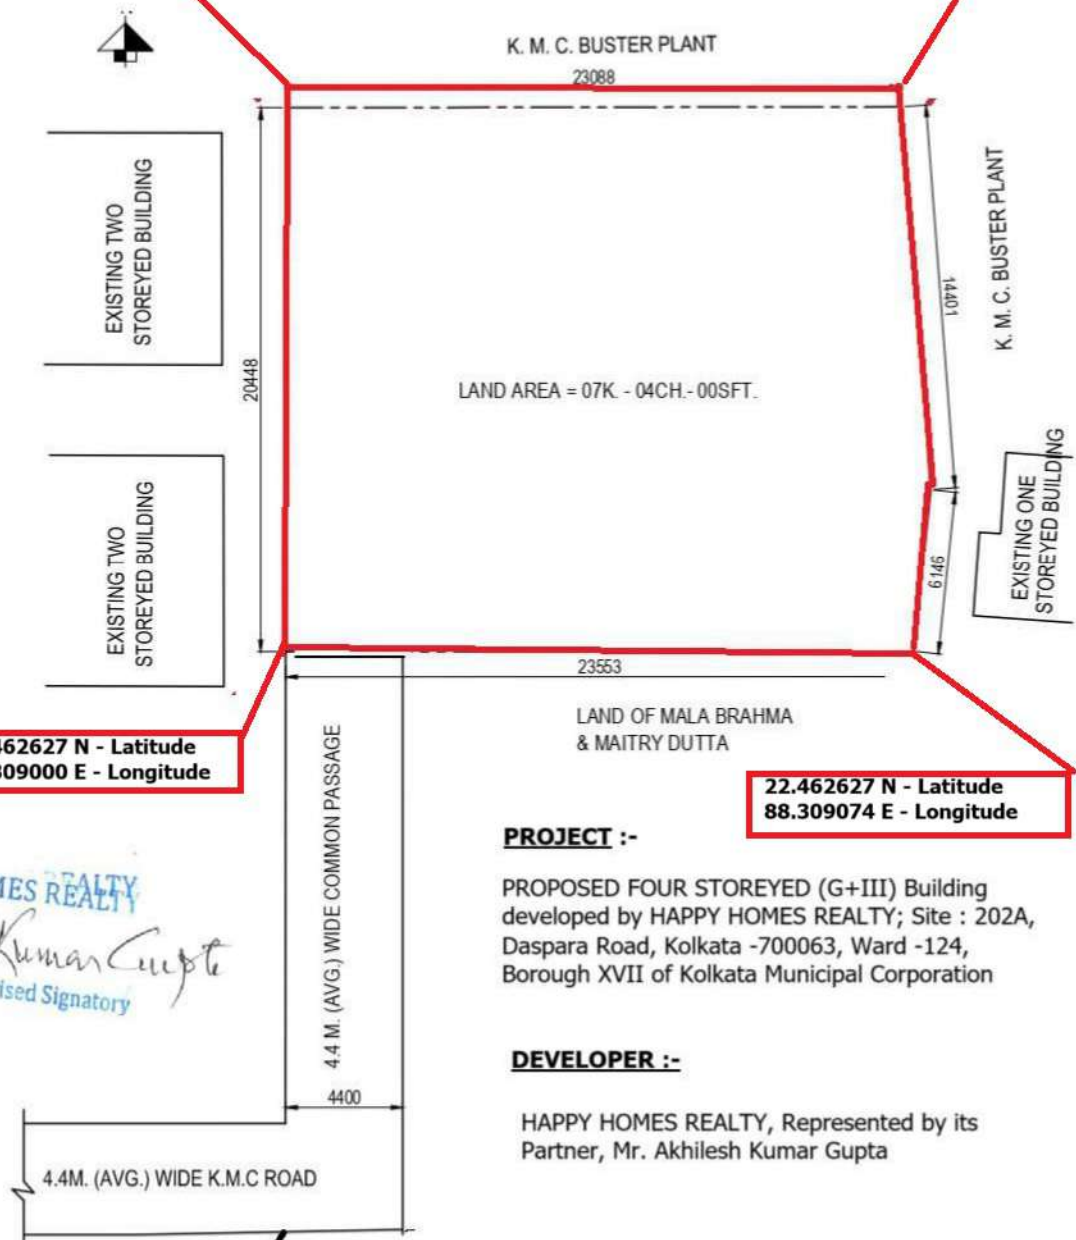 K. M. C. BUSTER PLANT
23088
EXISTING TWO
STOREYED BUILDING
20448
14401
K. M. C. BUSTER PLANT
LAND AREA = 07K. - 04CH.- 00SFT.
EXISTING TWO
STOREYED BUILDING
6146
EXISTING ONE
STOREYED BUILDING
23553
LAND OF MALA BRAHMA
& MAITRY DUTTA
462627 N - Latitude
309000 E - Longitude
22.462627 N - Latitude
88.309074 E - Longitude
4.4 M. (AVG.) WIDE COMMON PASSAGE
PROJECT :-
PROPOSED FOUR STOREYED (G+III) Building
developed by HAPPY HOMES REALTY; Site : 202A,
Daspara Road, Kolkata -700063, Ward -124,
Borough XVII of Kolkata Municipal Corporation
MES REALTY
Kumar Gupta
ised Signatory
DEVELOPER :-
HAPPY HOMES REALTY, Represented by its
Partner, Mr. Akhilesh Kumar Gupta
4400
4.4M. (AVG.) WIDE K.M.C ROAD